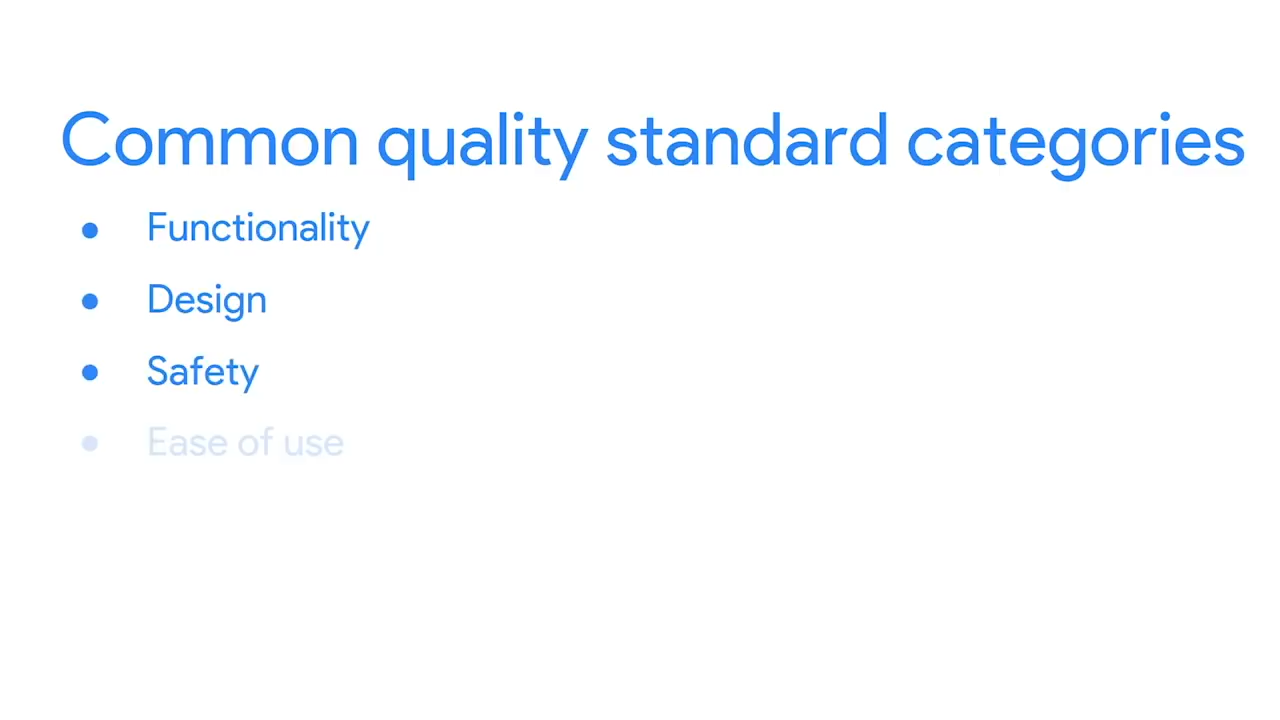 Common quality standard categories
● Functionality
● Design
● Safety
● Ease of use